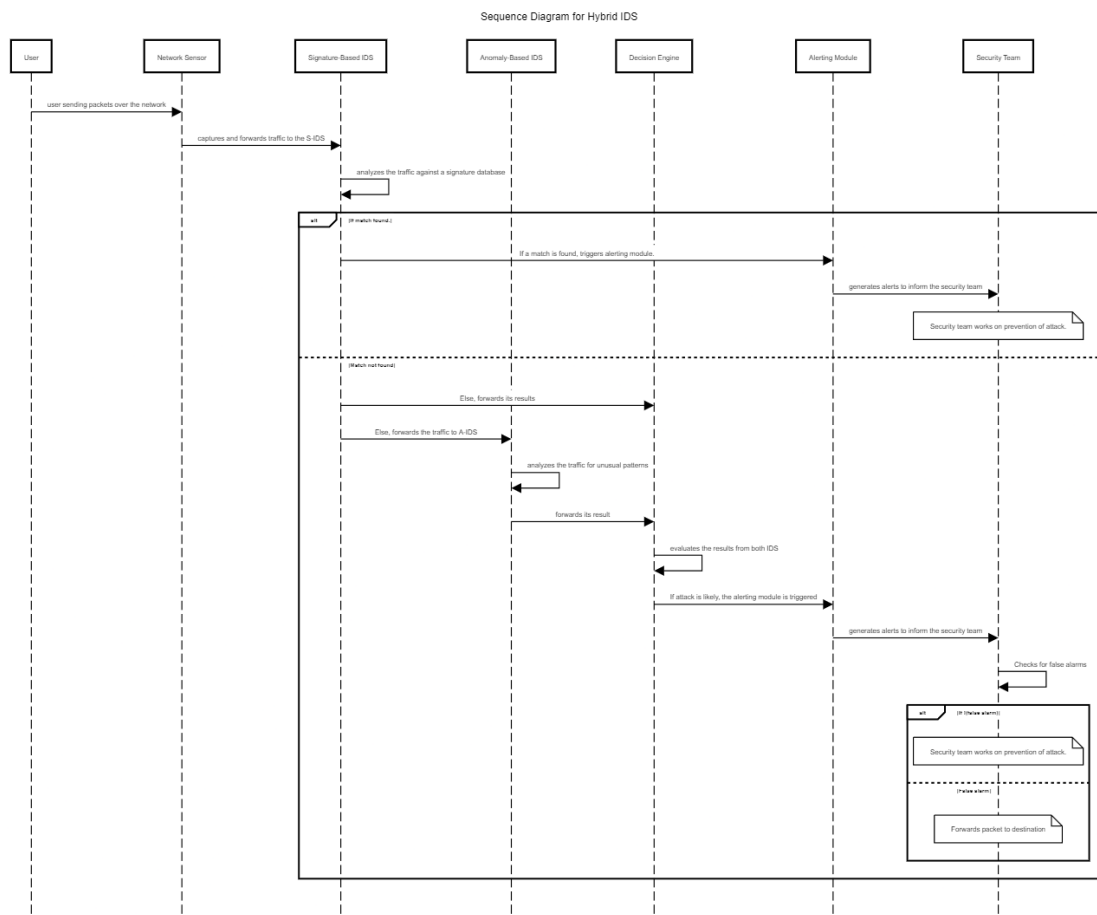 Sequence Diagram for Hybrid IDS
User
Network Sensor
Signature-Based IDS
Anomaly-Based IDS
Decision Engine
Alerting Module
Security Team
user sending packets over the network
captures and forwards traffic to the S-IDS
analyzes the traffic against a signature database
alt
[If match found.]
If a match is found, triggers alerting module.
generates alerts to inform the security team
Security team works on prevention of attack.
[Match not found]
Else, forwards its results
Else, forwards the traffic to A-IDS
analyzes the traffic for unusual patterns
forwards its result
evaluates the results from both IDS
If attack is likely, the alerting module is triggered
generates alerts to inform the security team
Checks for false alarms
alt
[If !(false alarm)]
Security team works on prevention of attack.
[False alarm]
Forwards packet to destination